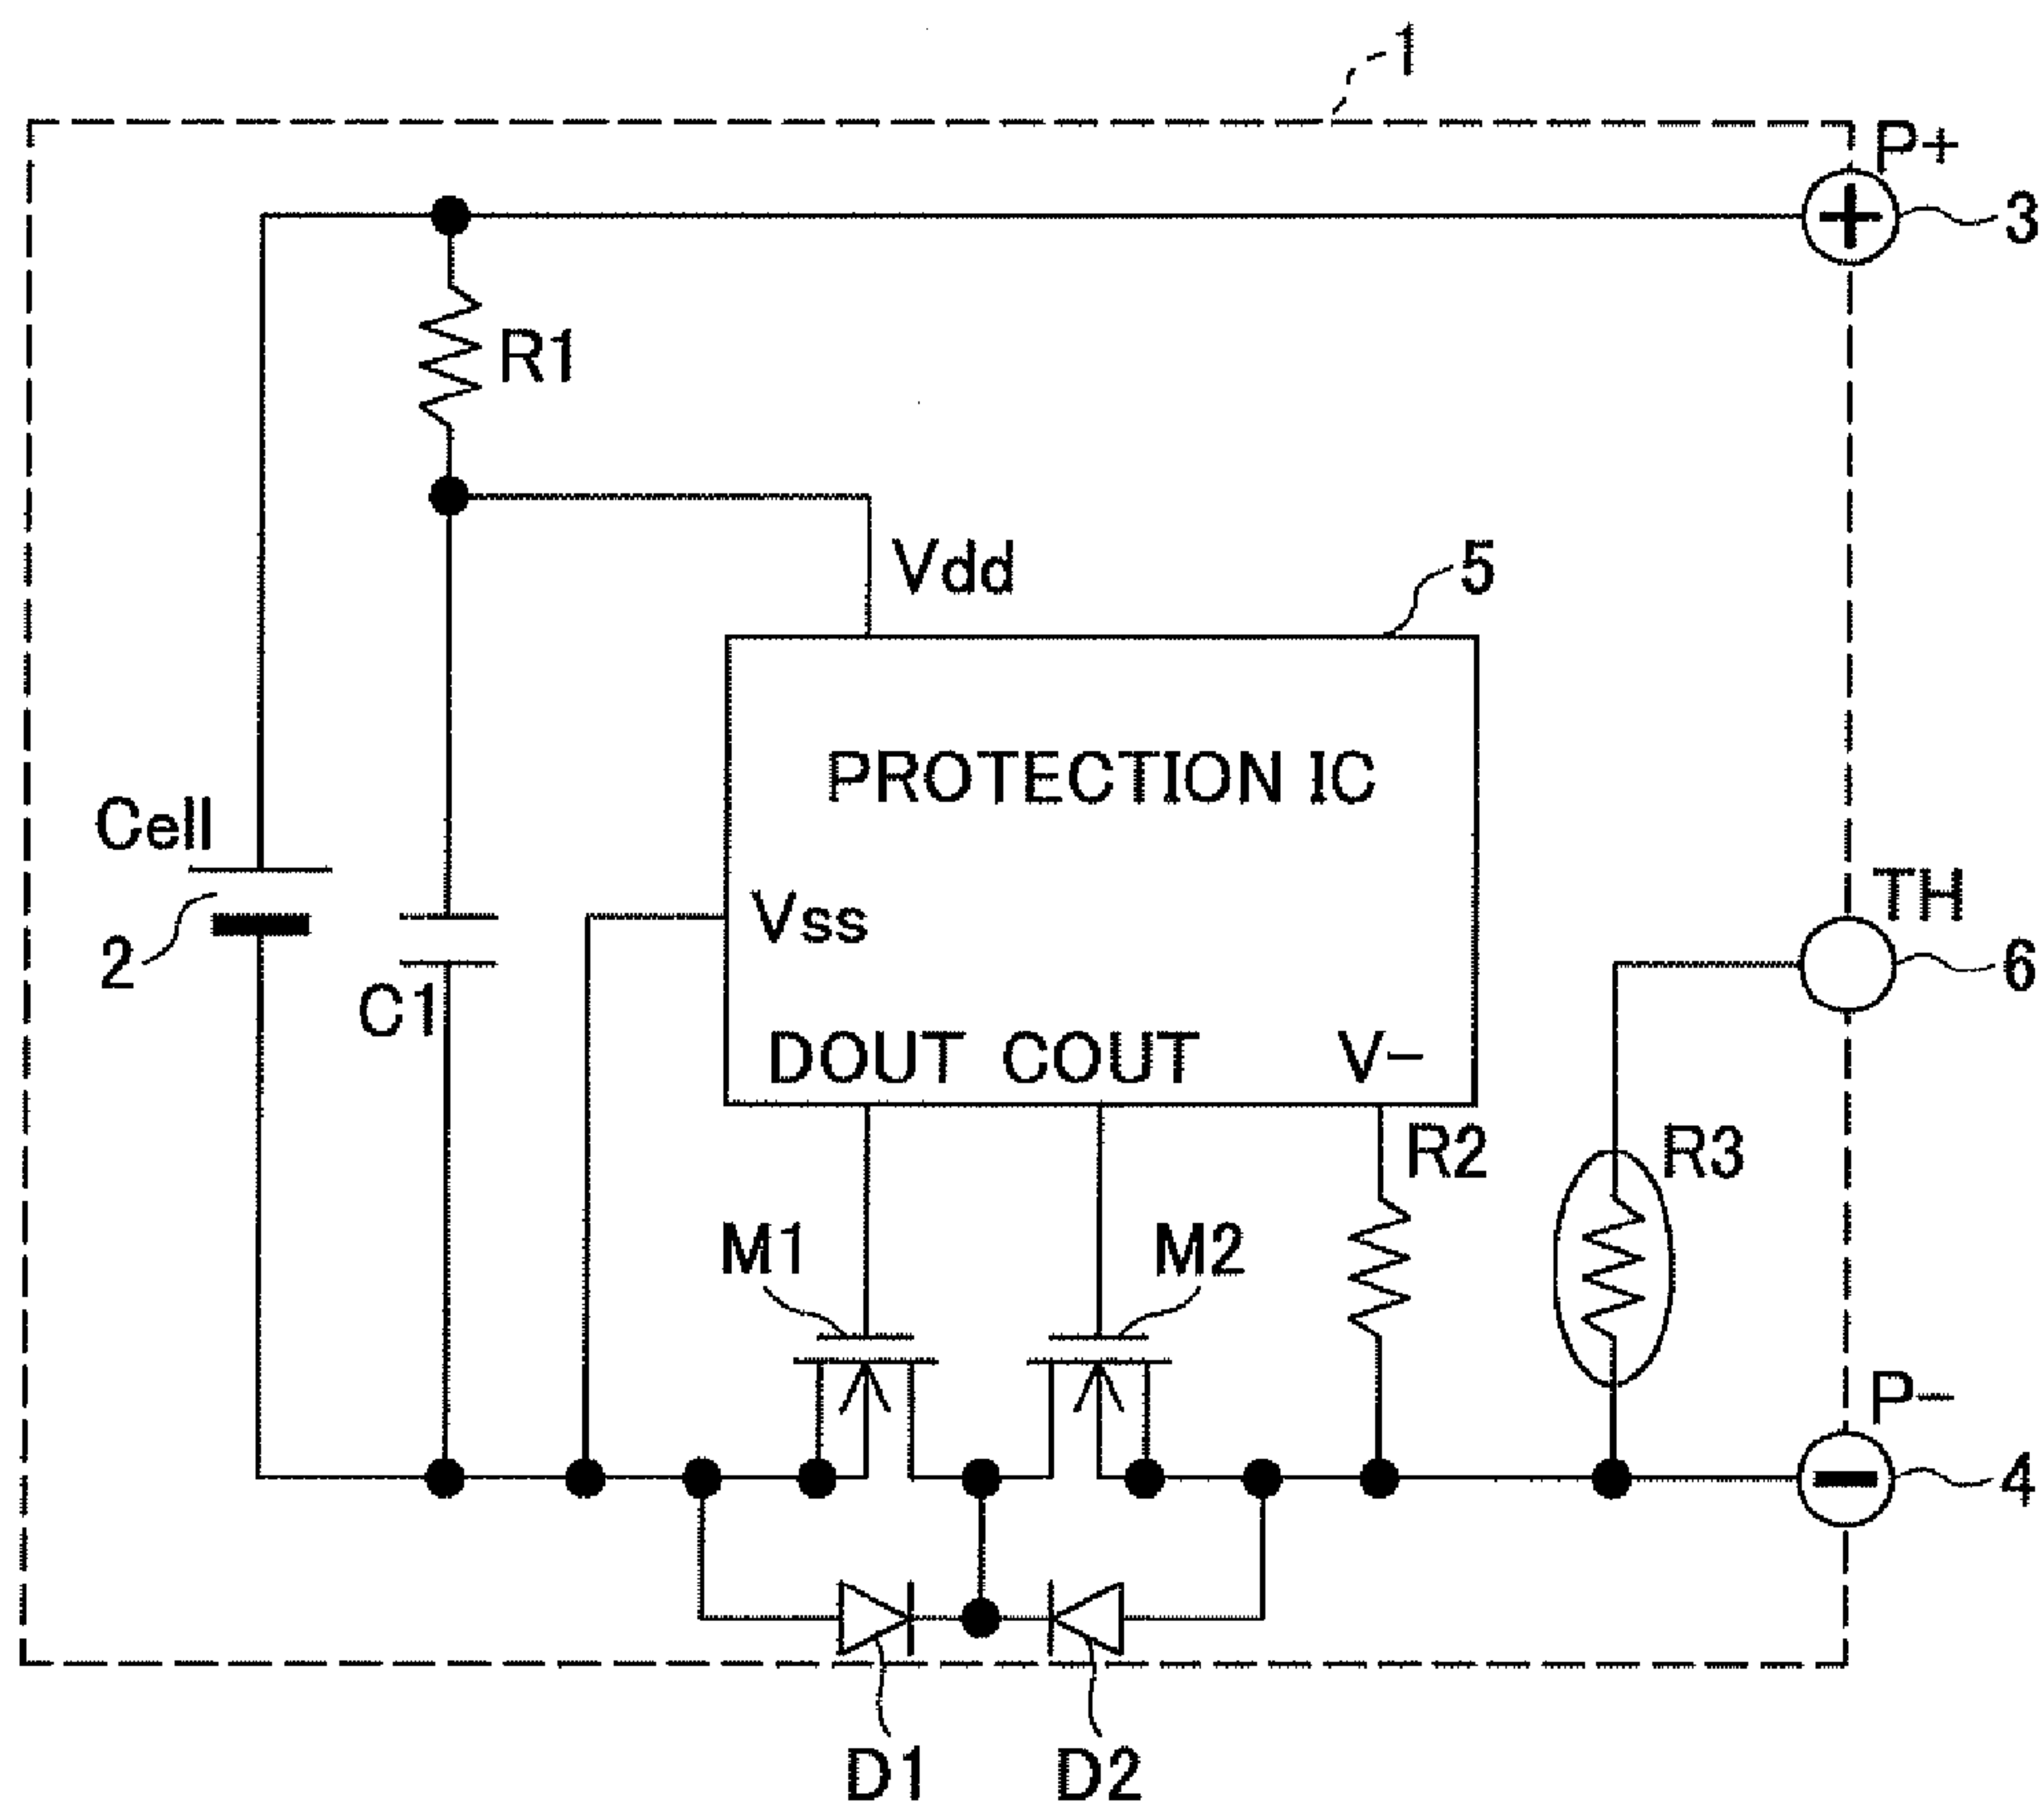 1
P+
3
R1
Vdd
5
PROTECTION IC
Cell
2
Vss
TH
6
C1
DOUT COUT V−
R2
R3
M1
M2
P−
4
D1
D2